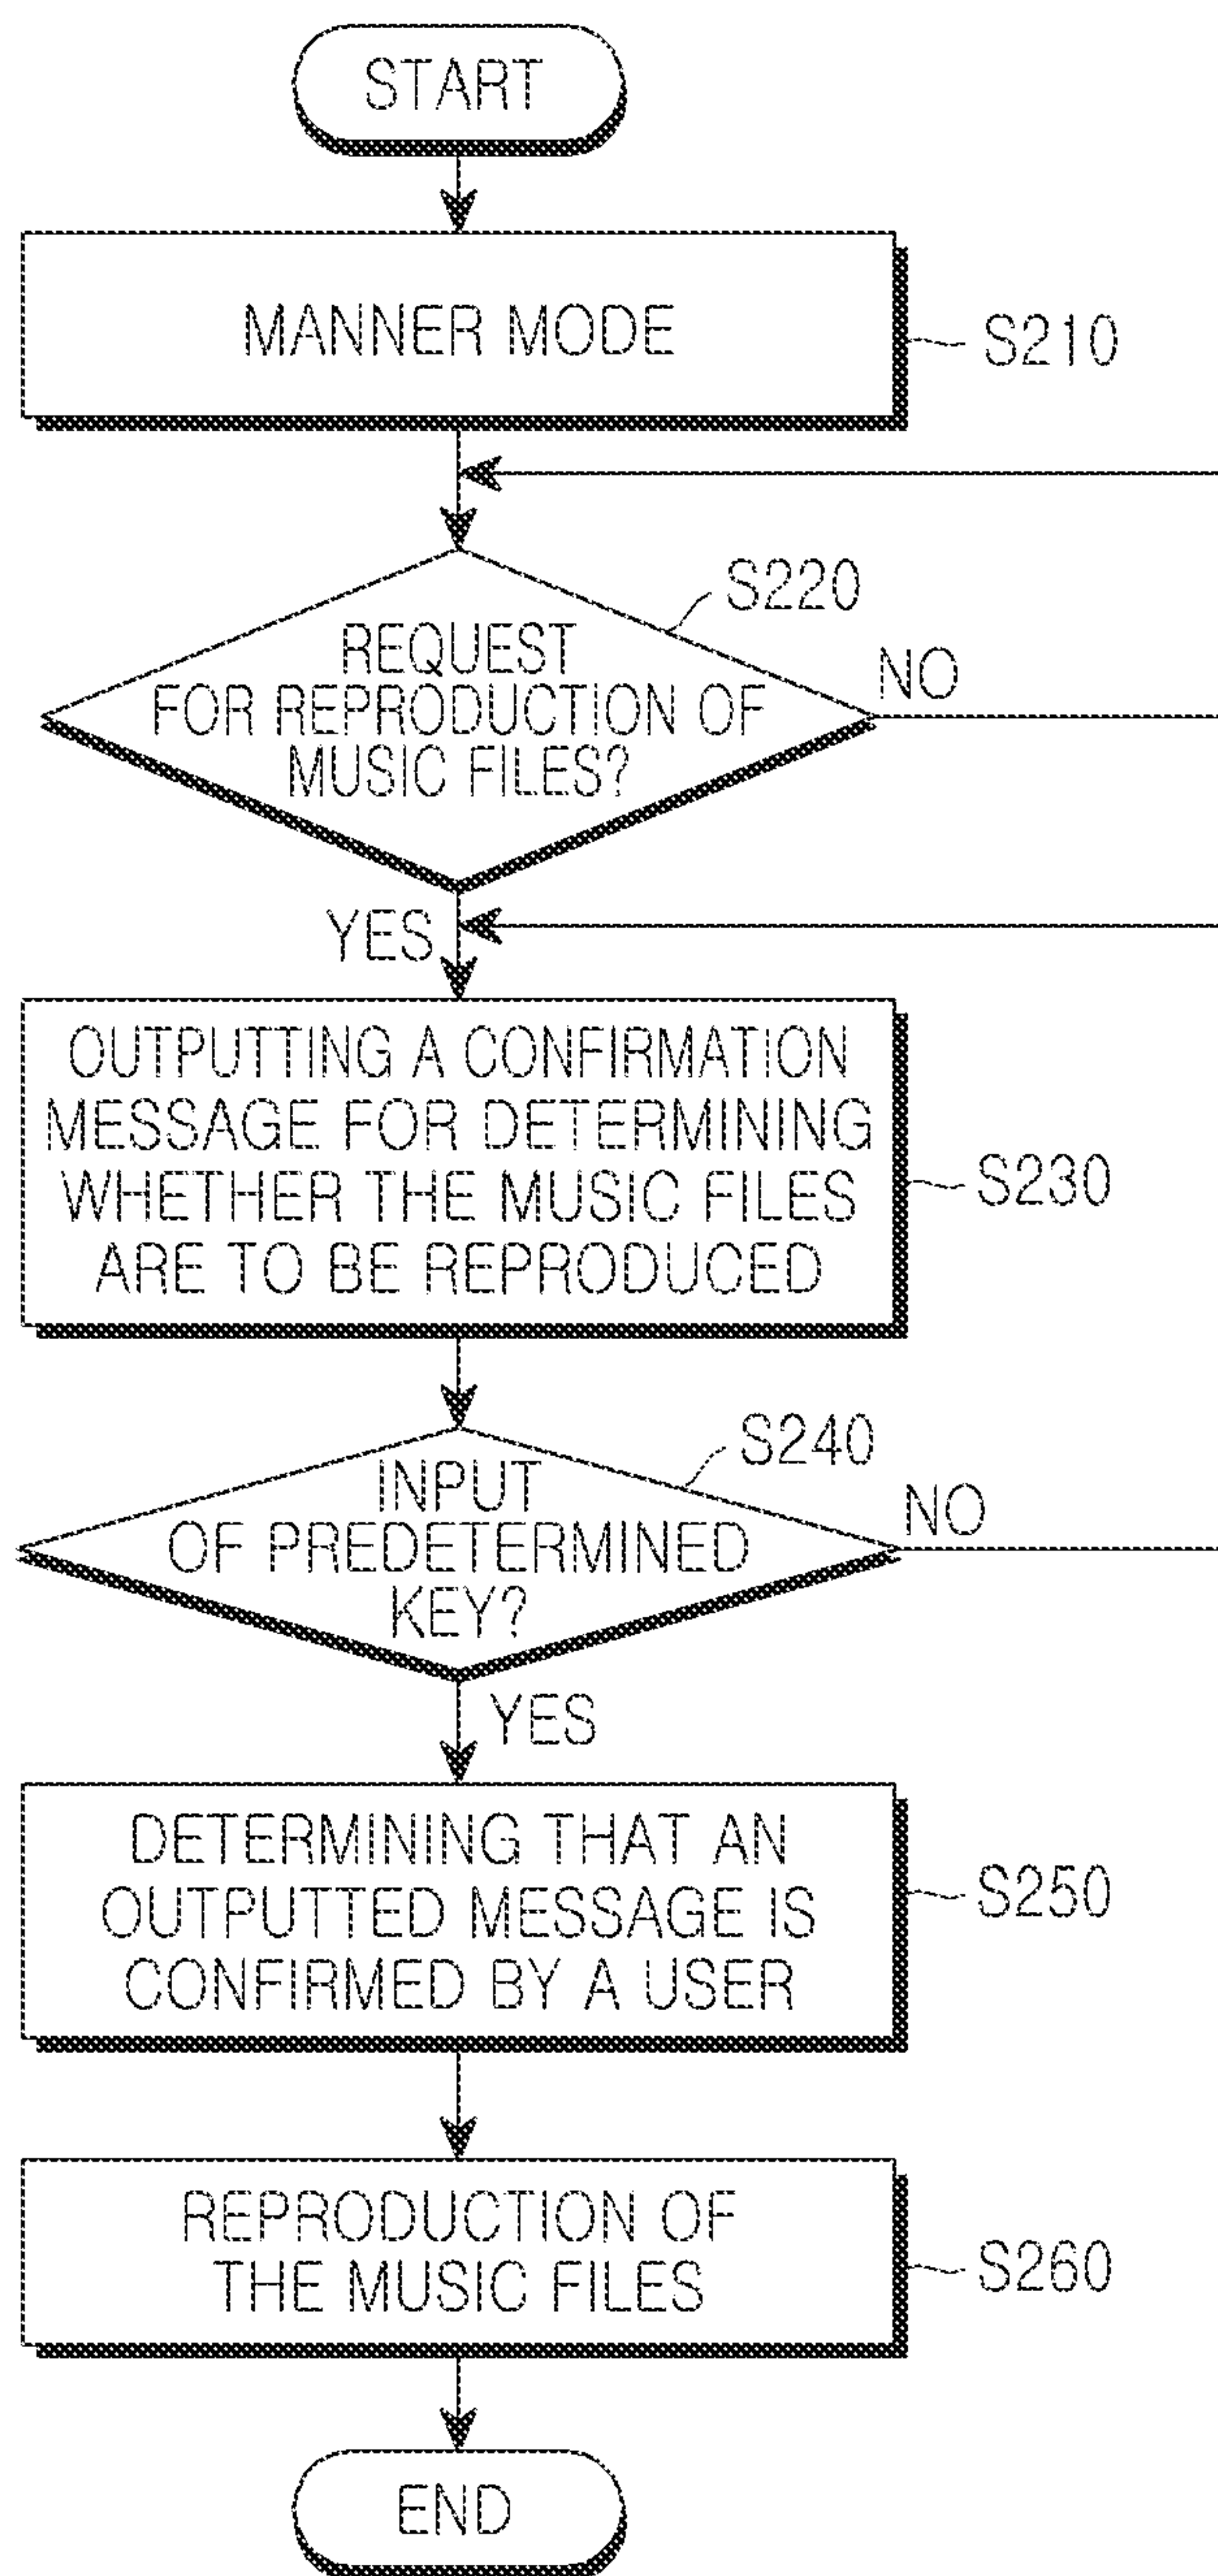 START
MANNER MODE
S210
S220
REQUEST
FOR REPRODUCTION OF
MUSIC FILES?
NO
YES
OUTPUTTING A CONFIRMATION
MESSAGE FOR DETERMINING
WHETHER THE MUSIC FILES
ARE TO BE REPRODUCED
S230
S240
INPUT
OF PREDETERMINED
KEY?
NO
YES
DETERMINING THAT AN
OUTPUTTED MESSAGE IS
CONFIRMED BY A USER
S250
REPRODUCTION OF
THE MUSIC FILES
S260
END